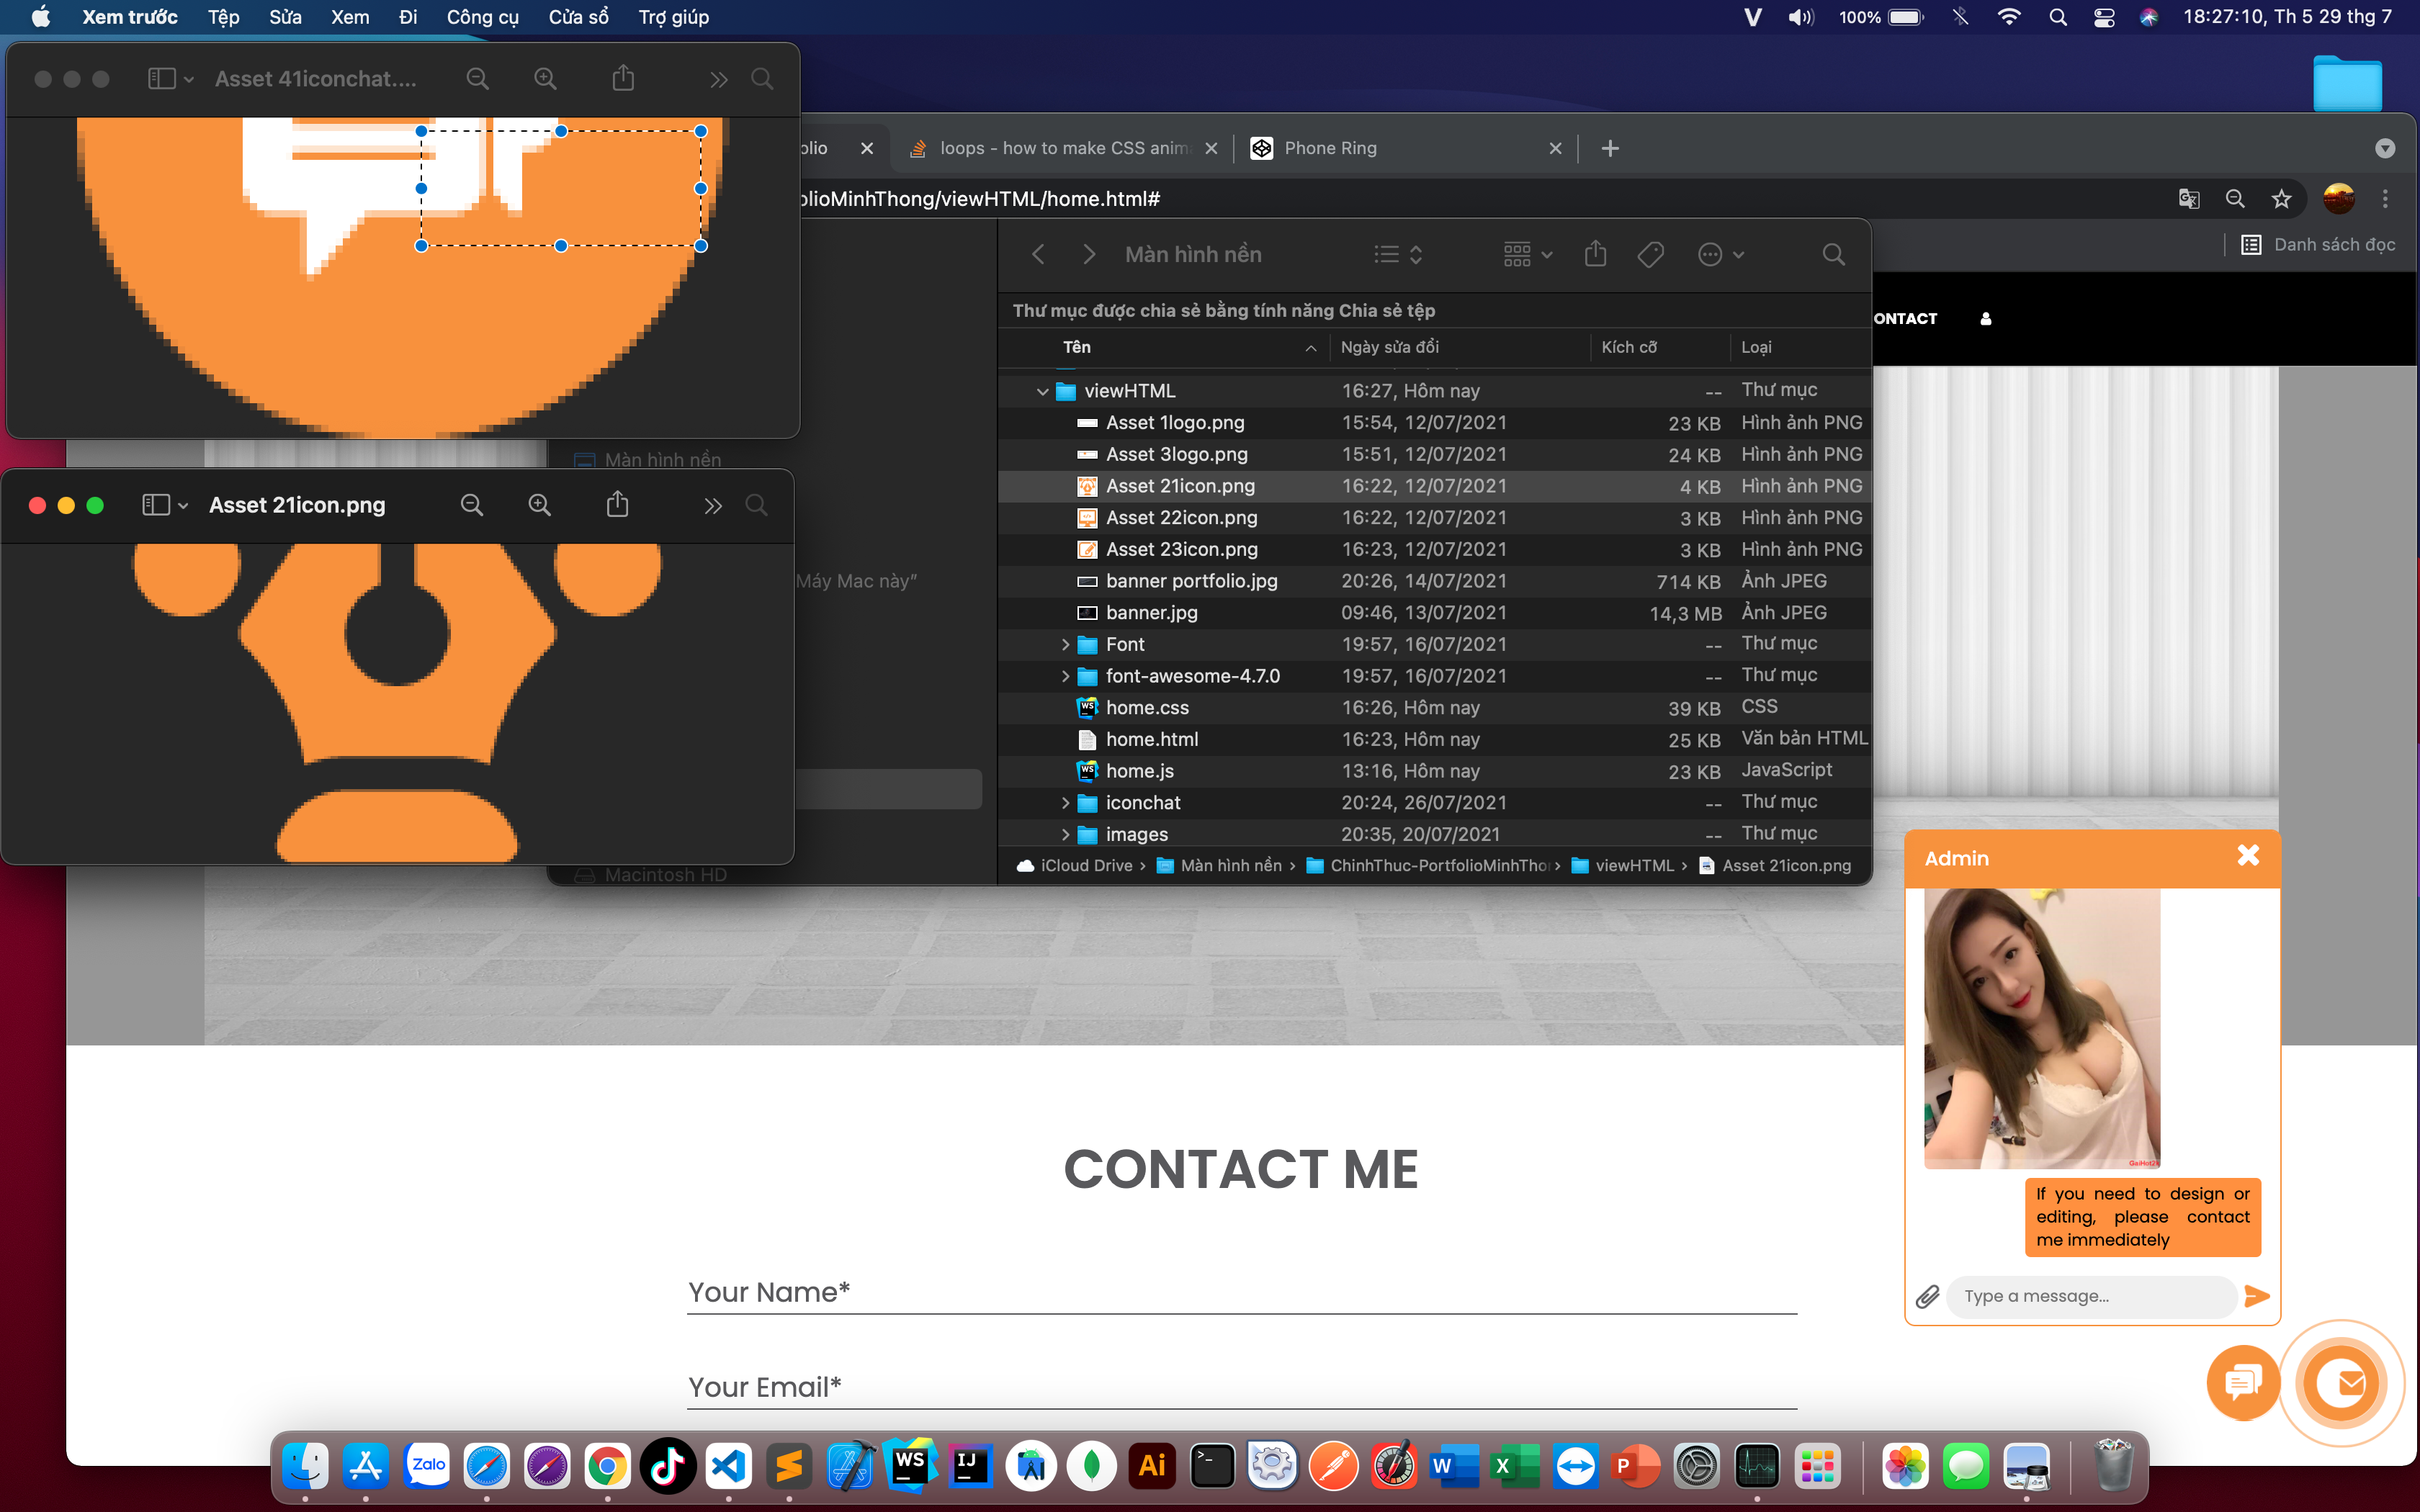 Xem trước Tệp Sửa Xem Đi Công cụ Cửa sổ Trợ giúp
100% 18:27:10, Th 5 29 thg 7
Asset 41iconchat....
olio
loops - how to make CSS anim
Phone Ring
olioMinhThong/viewHTML/home.html#
Danh sách đọc
ONTACT
Màn hình nền
Thư mục được chia sẻ bằng tính năng Chia sẻ tệp
Tên Ngày sửa đổi Kích cỡ Loại
viewHTML 16:27, Hôm nay -- Thư mục
Asset 1logo.png 15:54, 12/07/2021 23 KB Hình ảnh PNG
Asset 3logo.png 15:51, 12/07/2021 24 KB Hình ảnh PNG
Asset 21icon.png 16:22, 12/07/2021 4 KB Hình ảnh PNG
Asset 22icon.png 16:22, 12/07/2021 3 KB Hình ảnh PNG
Asset 23icon.png 16:23, 12/07/2021 3 KB Hình ảnh PNG
banner portfolio.jpg 20:26, 14/07/2021 714 KB Ảnh JPEG
banner.jpg 09:46, 13/07/2021 14,3 MB Ảnh JPEG
Font 19:57, 16/07/2021 -- Thư mục
font-awesome-4.7.0 19:57, 16/07/2021 -- Thư mục
home.css 16:26, Hôm nay 39 KB CSS
home.html 16:23, Hôm nay 25 KB Văn bản HTML
home.js 13:16, Hôm nay 23 KB JavaScript
iconchat 20:24, 26/07/2021 -- Thư mục
images 20:35, 20/07/2021 -- Thư mục
iCloud Drive › Màn hình nền › ChinhThuc-PortfolioMinhThon › viewHTML › Asset 21icon.png
Màn hình nền
Máy Mac này”
Macintosh HD
Asset 21icon.png
Admin
If you need to design or
editing, please contact
me immediately
Type a message...
CONTACT ME
Your Name*
Your Email*
Zalo
WS
IJ
Ai
W
X
P